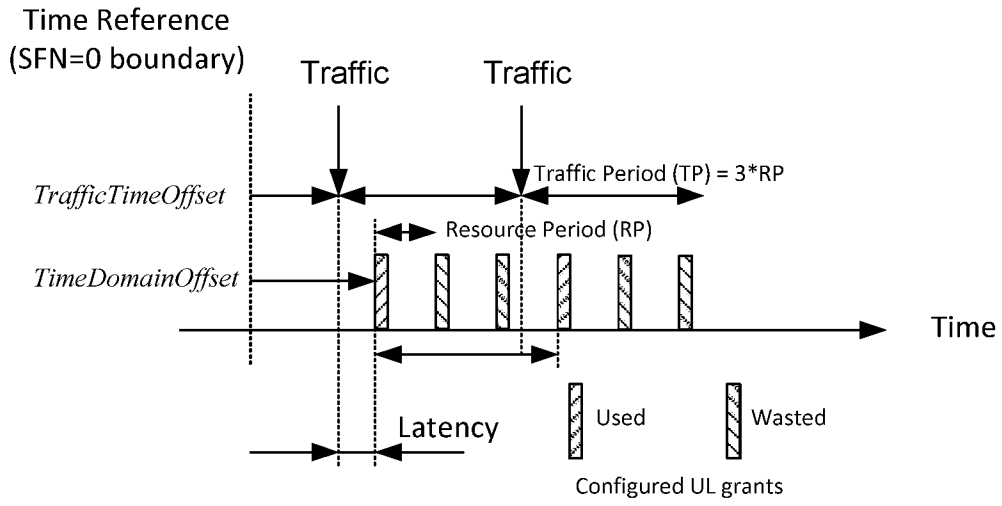 Time Reference
(SFN=0 boundary)
Traffic
Traffic
Traffic Period (TP) = 3*RP
TrafficTimeOffset
Resource Period (RP)
TimeDomainOffset
Time
Used
Wasted
Latency
Configured UL grants